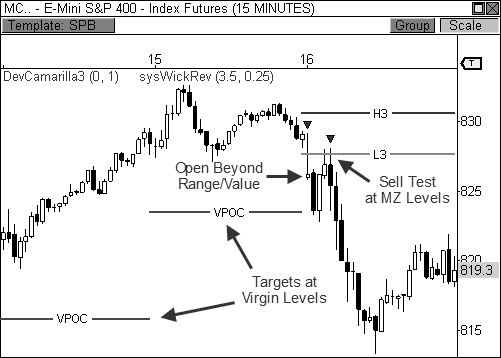 MC.. - E-Mini S&P 400 - Index Futures (15 MINUTES)
Template: SPB
Group
Scale
15
16
T
DevCamarilla3 (0, 1)
sysWickRev (3.5, 0.25)
H3
830
L3
Open Beyond
Range/Value
Sell Test
at MZ Levels
825
VPOC
820
819.3
Targets at
Virgin Levels
VPOC
815